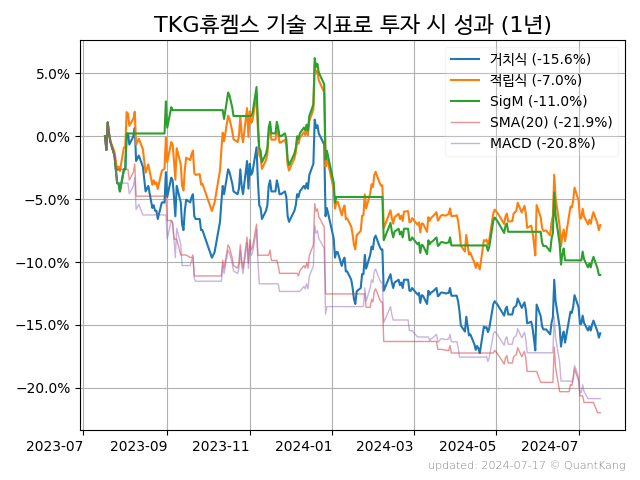 TKG휴켐스 기술 지표로 투자 시 성과 (1년)
거치식 (-15.6%)
적립식 (-7.0%)
SigM (-11.0%)
SMA(20) (-21.9%)
MACD (-20.8%)
5.0%
0.0%
−5.0%
−10.0%
−15.0%
−20.0%
2023-07 2023-09 2023-11 2024-01 2024-03 2024-05 2024-07
updated: 2024-07-17 © QuantKang